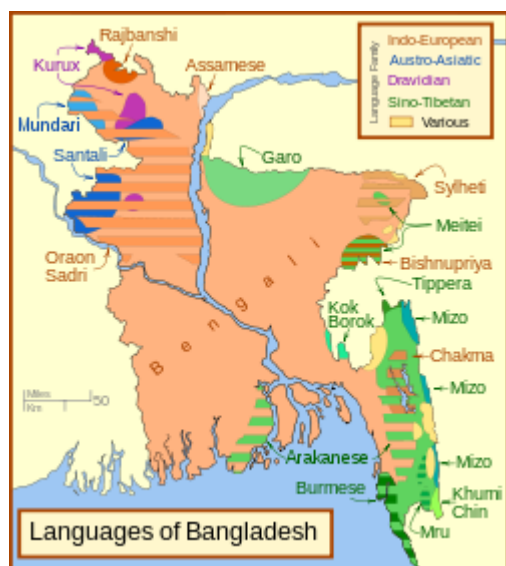 Rajbanshi
Kurux
Assamese
Mundari
Santali
Garo
Language Family
Indo-European
Austro-Asiatic
Dravidian
Sino-Tibetan
Various
Sylheti
Meitei
Bishnupriya
Oraon
Sadri
Bengali
Tippera
Kok
Borok
Mizo
Chakma
Mizo
Miles
Km
50
Arakanese
Mizo
Burmese
Khumi
Chin
Mru
Languages of Bangladesh